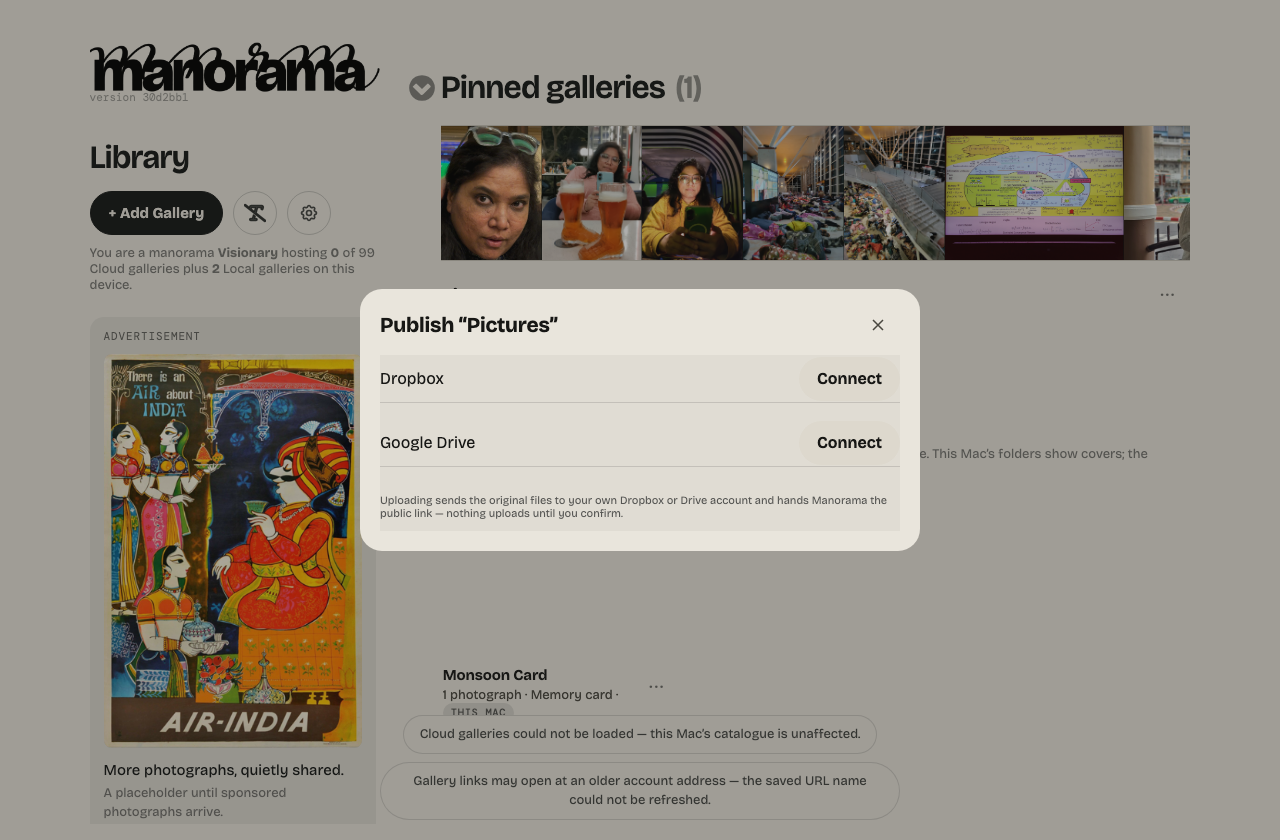 manorama
version 30d2bb1
Library
+ Add Gallery
You are a manorama Visionary hosting 0 of 99
Cloud galleries plus 2 Local galleries on this
device.
ADVERTISEMENT
There is an
AIR about
INDIA
AIR-INDIA
More photographs, quietly shared.
A placeholder until sponsored
photographs arrive.
Pinned galleries (1)
Publish “Pictures”
Dropbox
Connect
Google Drive
Connect
Uploading sends the original files to your own Dropbox or Drive account and hands Manorama the
public link — nothing uploads until you confirm.
e. This Mac’s folders show covers; the
Monsoon Card
1 photograph · Memory card ·
THIS MAC
Cloud galleries could not be loaded — this Mac’s catalogue is unaffected.
Gallery links may open at an older account address — the saved URL name
could not be refreshed.